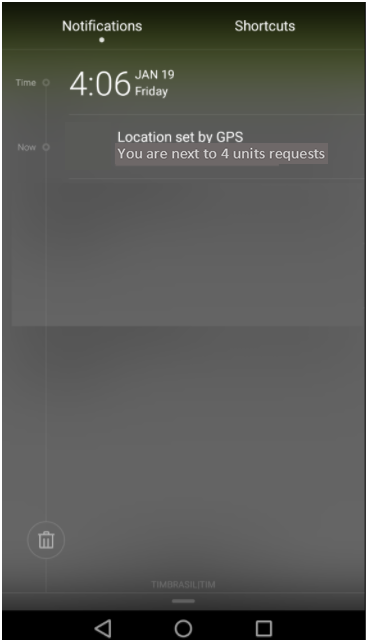 Notifications
Shortcuts
Time
4:06
JAN 19
Friday
Now
Location set by GPS
You are next to 4 units requests
TIMBRASIL|TIM